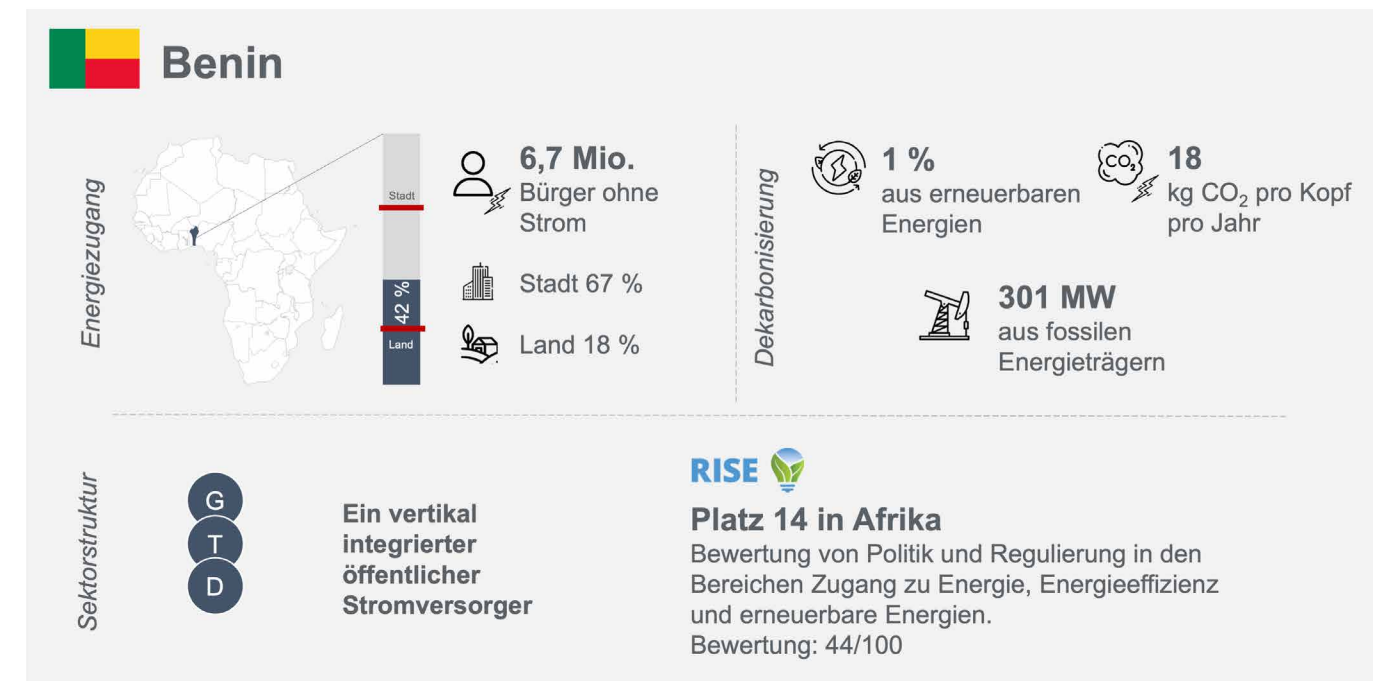 Benin
Energiezugang
Stadt
42 %
Land
6,7 Mio.
Bürger ohne
Strom
Stadt 67 %
Land 18 %
Dekarbonisierung
1 %
aus erneuerbaren
Energien
CO₂
18
kg CO₂ pro Kopf
pro Jahr
301 MW
aus fossilen
Energieträgern
Sektorstruktur
G
T
D
Ein vertikal
integrierter
öffentlicher
Stromversorger
RISE
Platz 14 in Afrika
Bewertung von Politik und Regulierung in den
Bereichen Zugang zu Energie, Energieeffizienz
und erneuerbare Energien.
Bewertung: 44/100